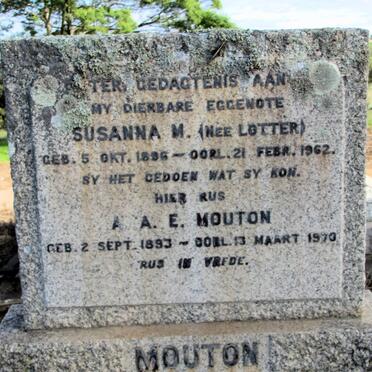 TER GEDAGTENIS AAN
MY DIERBARE EGGENOTE
SUSANNA M. (NEE LOTTER)
GEB. 5 OKT. 1896 — OORL. 21 FEBR. 1962.
SY HET GEDOEN WAT SY KON.
HIER RUS
A. A. E. MOUTON
GEB. 2 SEPT. 1893 — OORL. 13 MAART 1970
RUS IN VREDE.
MOUTON